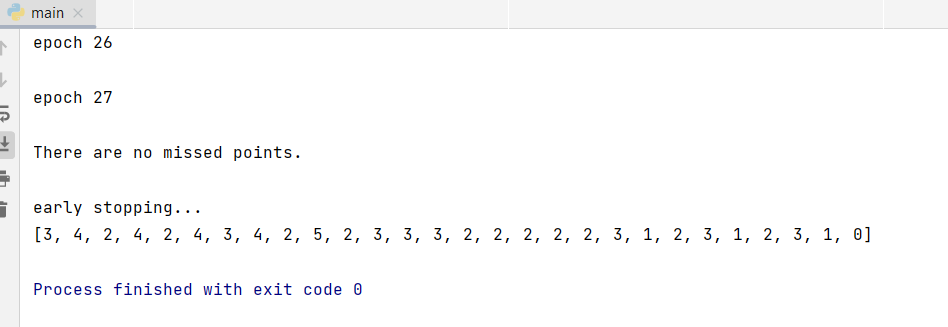 main
epoch 26
epoch 27
There are no missed points.
early stopping...
[3, 4, 2, 4, 2, 4, 3, 4, 2, 5, 2, 3, 3, 3, 2, 2, 2, 2, 2, 3, 1, 2, 3, 1, 2, 3, 1, 0]
Process finished with exit code 0